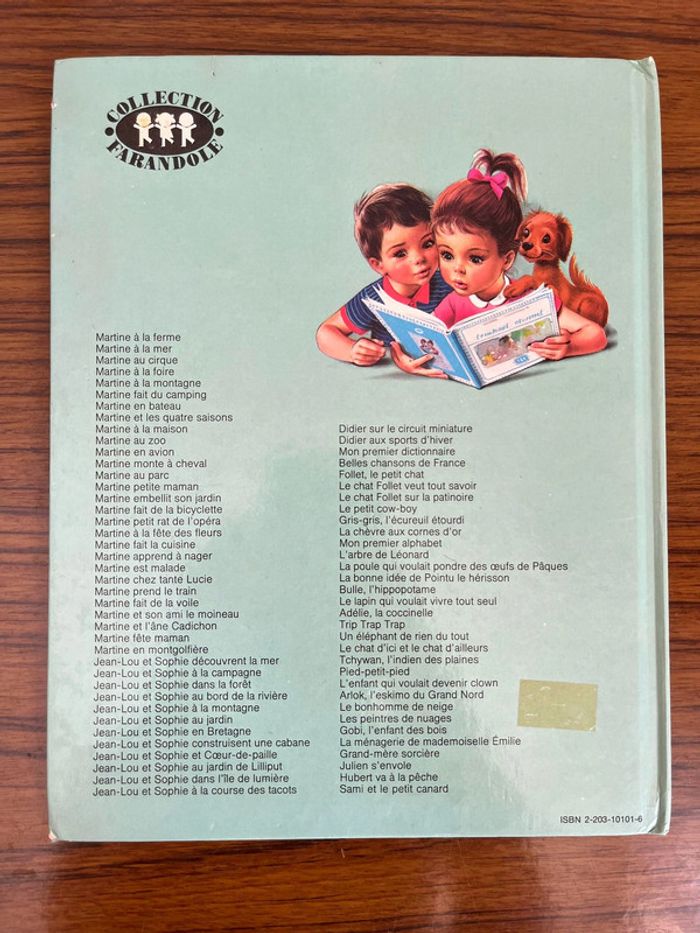 COLLECTION
FARANDOLE
Martine à la ferme
Martine à la mer
Martine au cirque
Martine à la foire
Martine à la montagne
Martine fait du camping
Martine en bateau
Martine et les quatre saisons
Martine à la maison
Martine au zoo
Martine en avion
Martine monte à cheval
Martine au parc
Martine petite maman
Martine embellit son jardin
Martine fait de la bicyclette
Martine petit rat de l'opéra
Martine à la fête des fleurs
Martine fait la cuisine
Martine apprend à nager
Martine est malade
Martine chez tante Lucie
Martine prend le train
Martine fait de la voile
Martine et son ami le moineau
Martine et l'âne Cadichon
Martine fête maman
Martine en montgolfière
Jean-Lou et Sophie découvrent la mer
Jean-Lou et Sophie à la campagne
Jean-Lou et Sophie dans la forêt
Jean-Lou et Sophie au bord de la rivière
Jean-Lou et Sophie à la montagne
Jean-Lou et Sophie au jardin
Jean-Lou et Sophie en Bretagne
Jean-Lou et Sophie construisent une cabane
Jean-Lou et Sophie et Cœur-de-paille
Jean-Lou et Sophie au jardin de Lilliput
Jean-Lou et Sophie dans l'île de lumière
Jean-Lou et Sophie à la course des tacots
Didier sur le circuit miniature
Didier aux sports d'hiver
Mon premier dictionnaire
Belles chansons de France
Follet, le petit chat
Le chat Follet veut tout savoir
Le chat Follet sur la patinoire
Le petit cow-boy
Gris-gris, l'écureuil étourdi
La chèvre aux cornes d'or
Mon premier alphabet
L'arbre de Léonard
La poule qui voulait pondre des œufs de Pâques
La bonne idée de Pointu le hérisson
Bulle, l'hippopotame
Le lapin qui voulait vivre tout seul
Adélie, la coccinelle
Trip Trap Trap
Un éléphant de rien du tout
Le chat d'ici et le chat d'ailleurs
Tchywan, l'indien des plaines
Pied-petit-pied
L'enfant qui voulait devenir clown
Arlok, l'eskimo du Grand Nord
Le bonhomme de neige
Les peintres de nuages
Gobi, l'enfant des bois
La ménagerie de mademoiselle Émilie
Grand-mère sorcière
Julien s'envole
Hubert va à la pêche
Sami et le petit canard
ISBN 2-203-10101-6